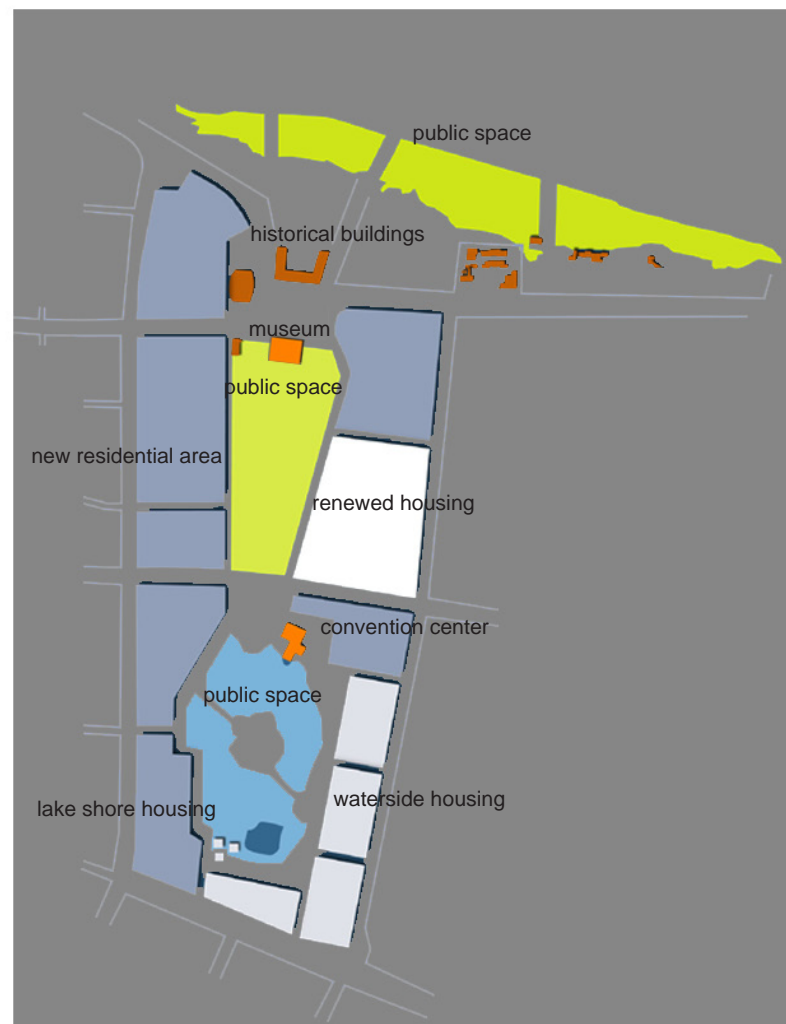 public space
historical buildings
museum
public space
new residential area
renewed housing
convention center
public space
waterside housing
lake shore housing